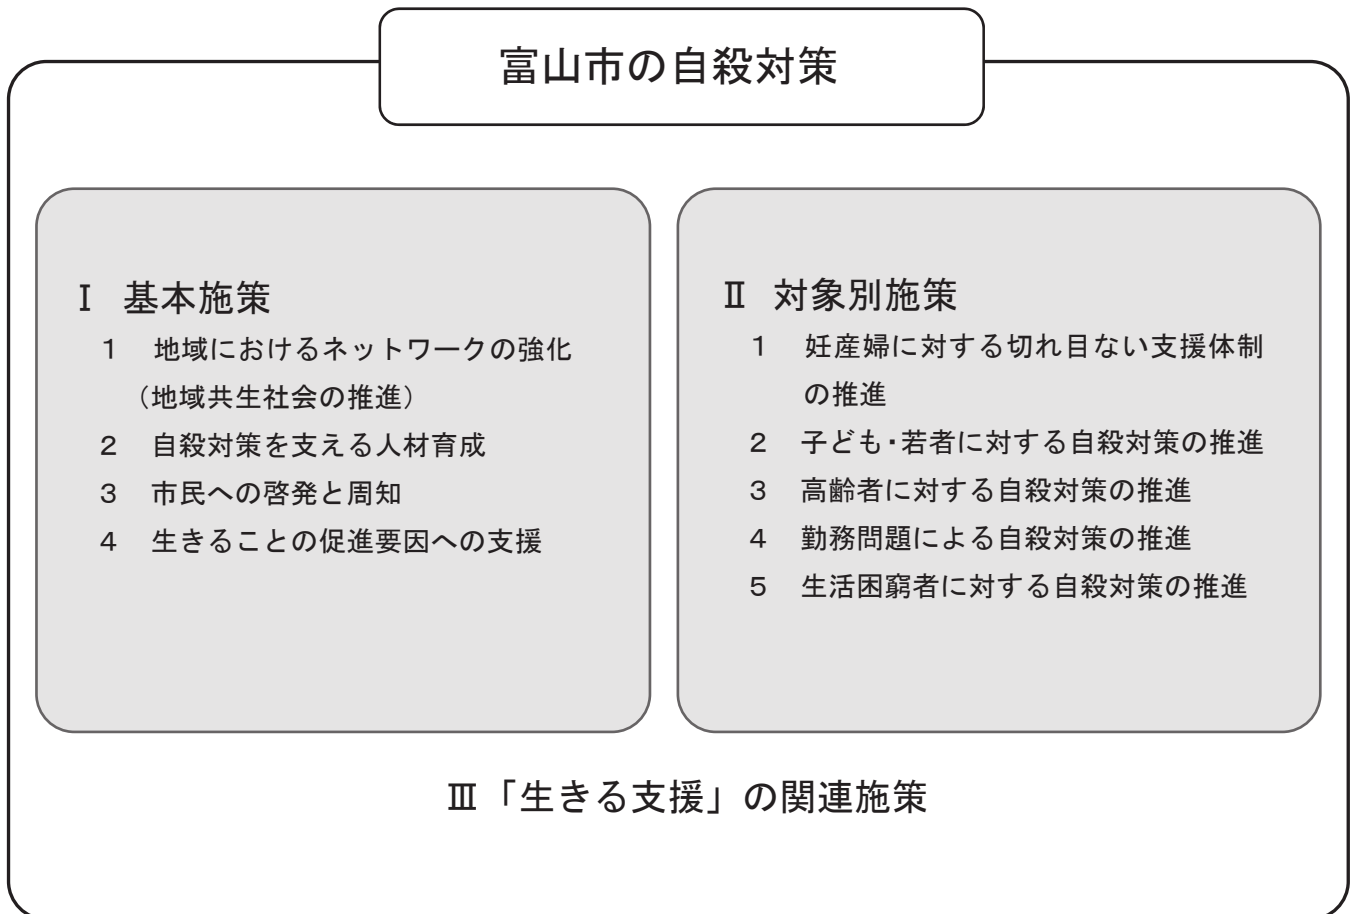 富山市の自殺対策
Ⅰ 基本施策
1 地域におけるネットワークの強化
（地域共生社会の推進）
2 自殺対策を支える人材育成
3 市民への啓発と周知
4 生きることの促進要因への支援
Ⅱ 対象別施策
1 妊産婦に対する切れ目ない支援体制
の推進
2 子ども・若者に対する自殺対策の推進
3 高齢者に対する自殺対策の推進
4 勤務問題による自殺対策の推進
5 生活困窮者に対する自殺対策の推進
Ⅲ「生きる支援」の関連施策